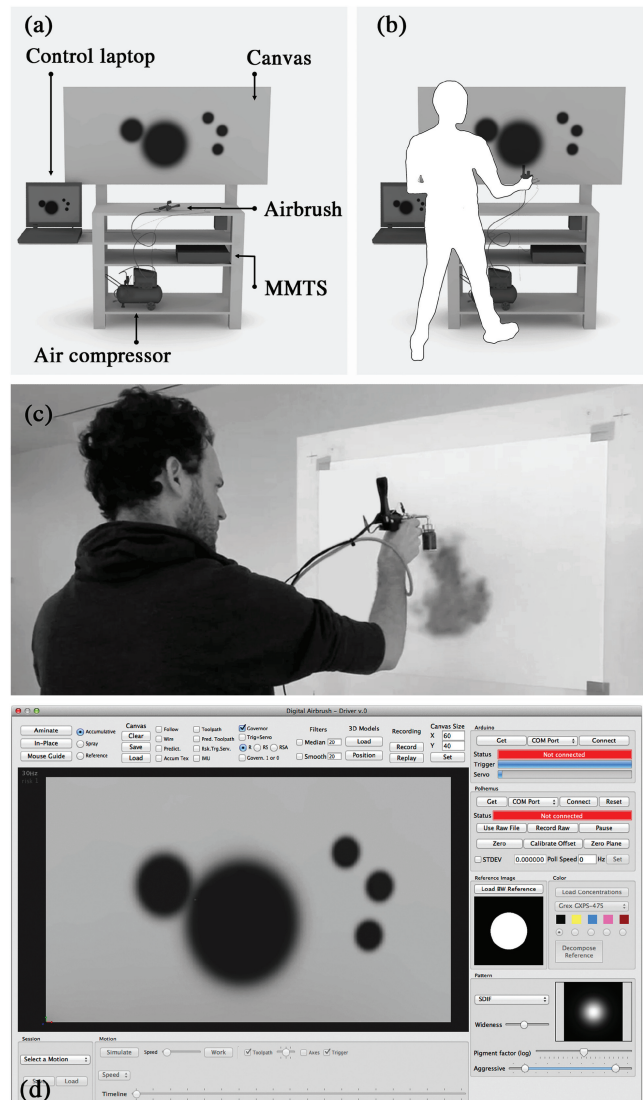 (a)
Control laptop
Canvas
Airbrush
MMTS
Air compressor
(b)
(c)
Digital Airbrush - Driver v.0
Aminate
In-Place
Mouse Guide
Accumulative
Spray
Reference
Canvas
Clear
Save
Load
Follow
Wire
Predict.
Accum Tex
Toolpath
Pred. Toolpath
Rsk.Trg.Serv.
MU
Governor
Trig+Servo
R
RS
RSA
Govern. 1 or 0
Filters
Median 20
Smooth 20
3D Models
Load
Position
Recording
Record
Replay
Canvas Size
X 60
Y 40
Set
Arduino
Get COM Port Connect
Status Not connected
Trigger
Servo
Polhemus
Get COM Port Connect Reset
Status Not connected
Use Raw File Record Raw Pause
Zero Calibrate Offset Zero Plane
STDEV 0.000000 Poll Speed 0 Hz Set
Reference Image
Load BW Reference
Color
Load Concentrations
Grex GXPS-475
Decompose
Reference
Pattern
SDIF
Wideness
Pigment factor (log)
Aggressive
Session
Select a Motion
Load
Motion
Simulate Speed Work Toolpath Axes Trigger
Speed
Timeline
(d)